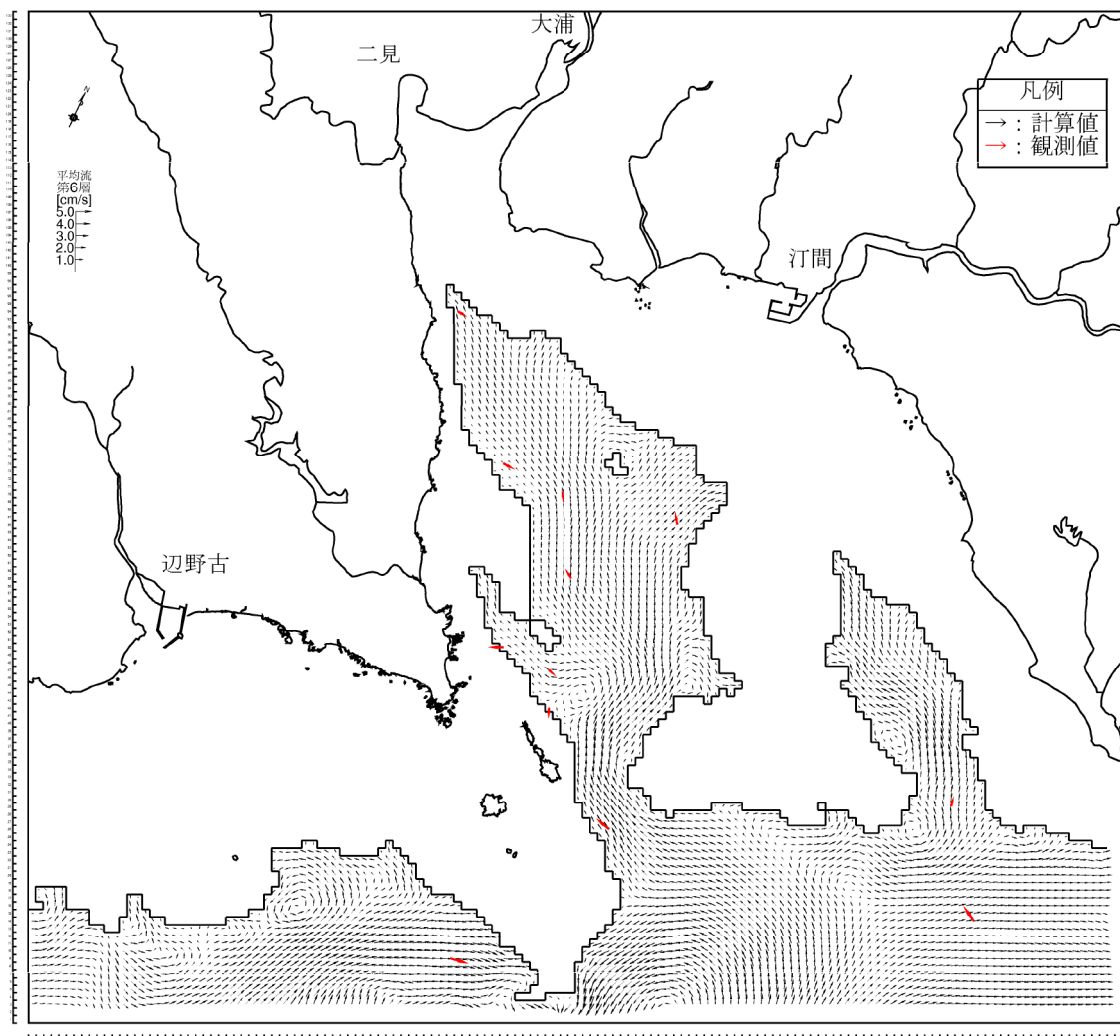 大浦
二見
N
凡例
→ : 計算値
→ : 観測値
平均流
第6層
[cm/s]
5.0
4.0
3.0
2.0
1.0
汀間
辺野古